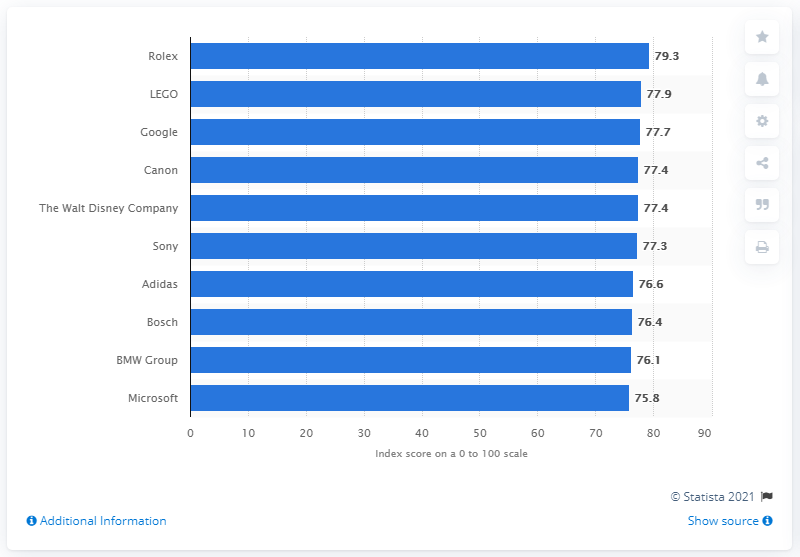 Rolex 79.3
LEGO 77.9
Google 77.7
Canon 77.4
The Walt Disney Company 77.4
Sony 77.3
Adidas 76.6
Bosch 76.4
BMW Group 76.1
Microsoft 75.8
0 10 20 30 40 50 60 70 80 90
Index score on a 0 to 100 scale
© Statista 2021
Additional Information
Show source